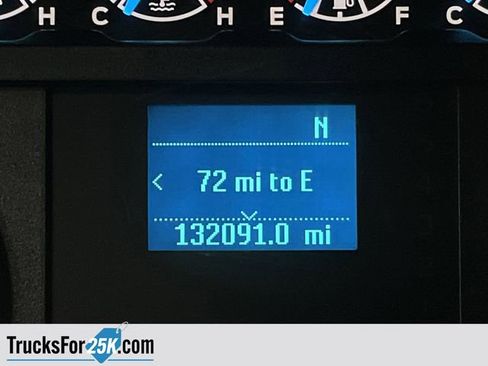 H C H E F C
N
< 72 mi to E
132091.0 mi
TrucksFor25K.com